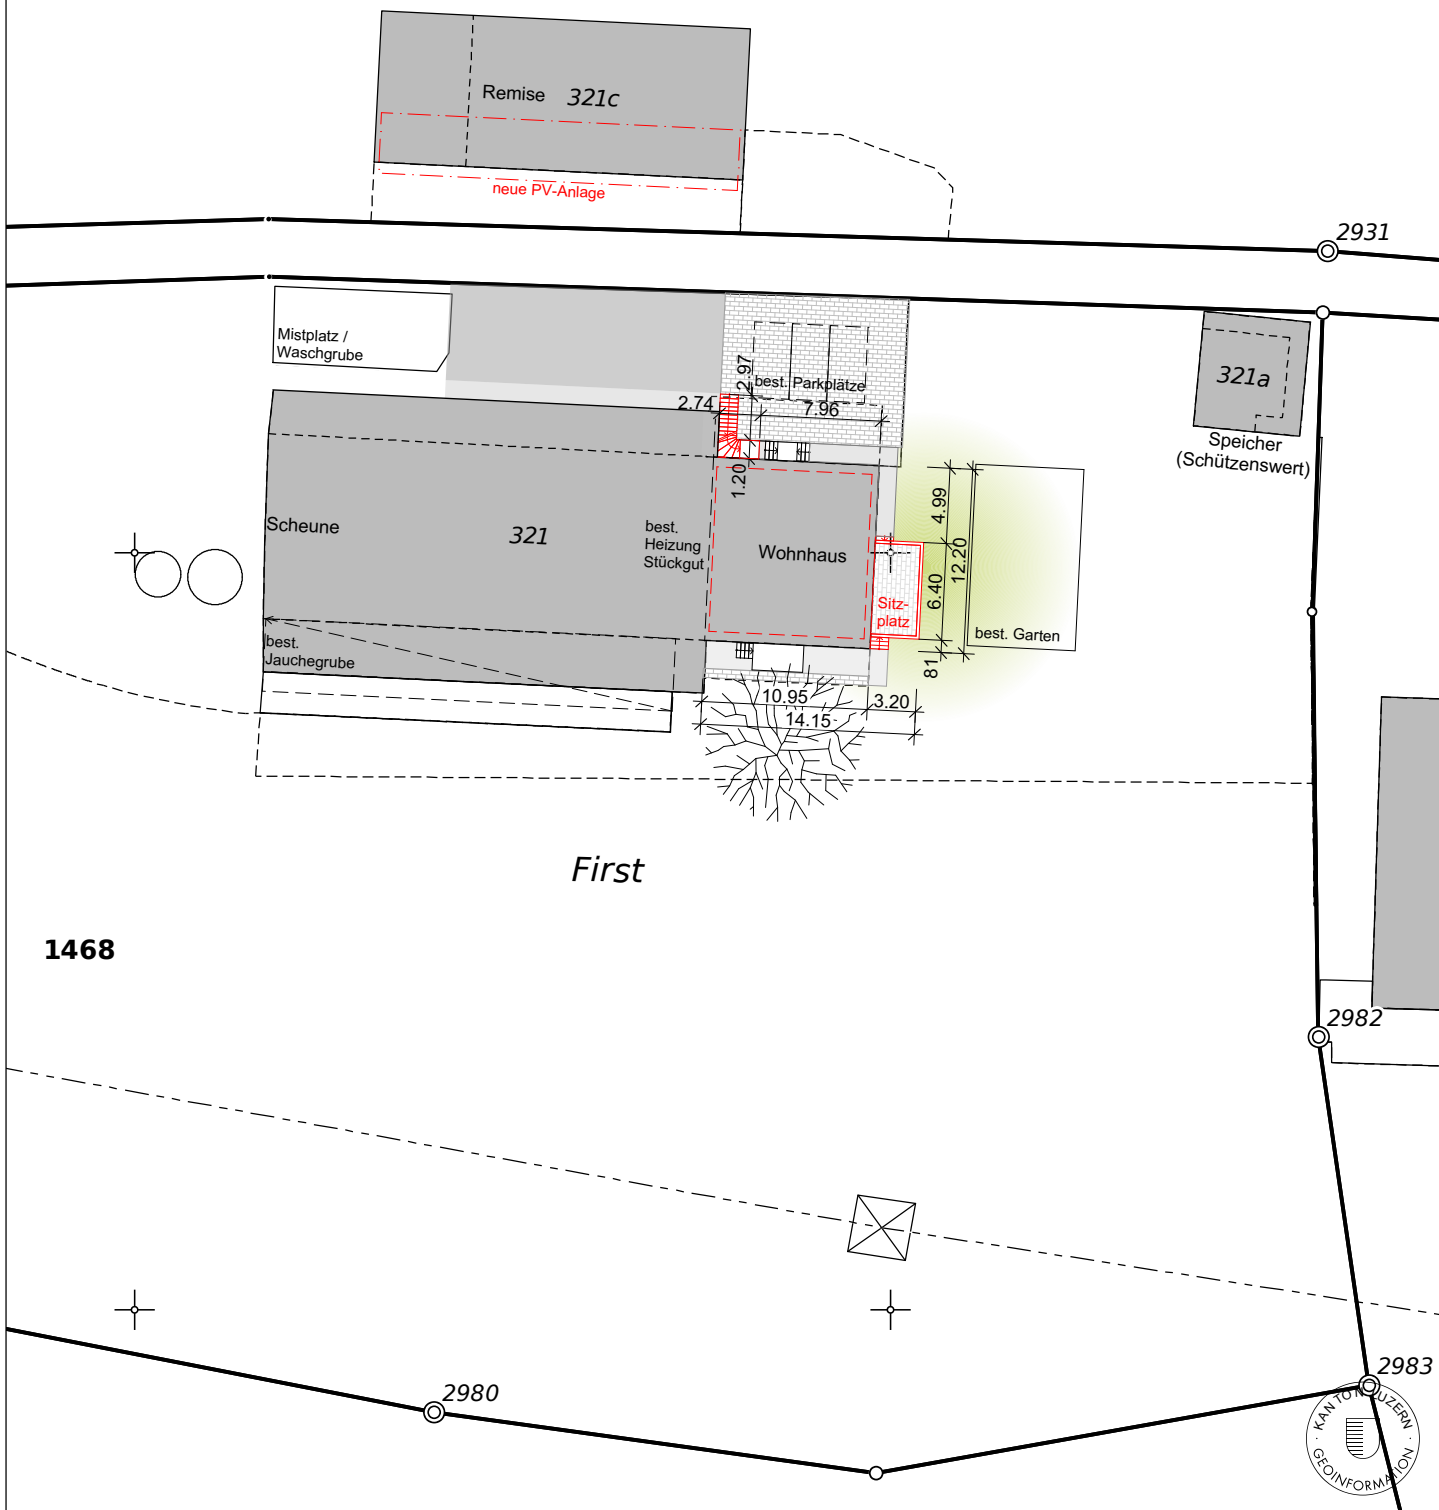 Remise 321c
neue PV-Anlage
2931
Mistplatz /
Waschgrube
2.97
best. Parkplätze
2.74
7.96
1.20
321a
Speicher
(Schützenswert)
Scheune
321
best.
Heizung
Stückgut
Wohnhaus
4.99
12.20
6.40
81
Sitz-
platz
best. Garten
best.
Jauchegrube
10.95
3.20
14.15
First
1468
2982
2980
2983
KANTON LUZERN
GEOINFORMATION